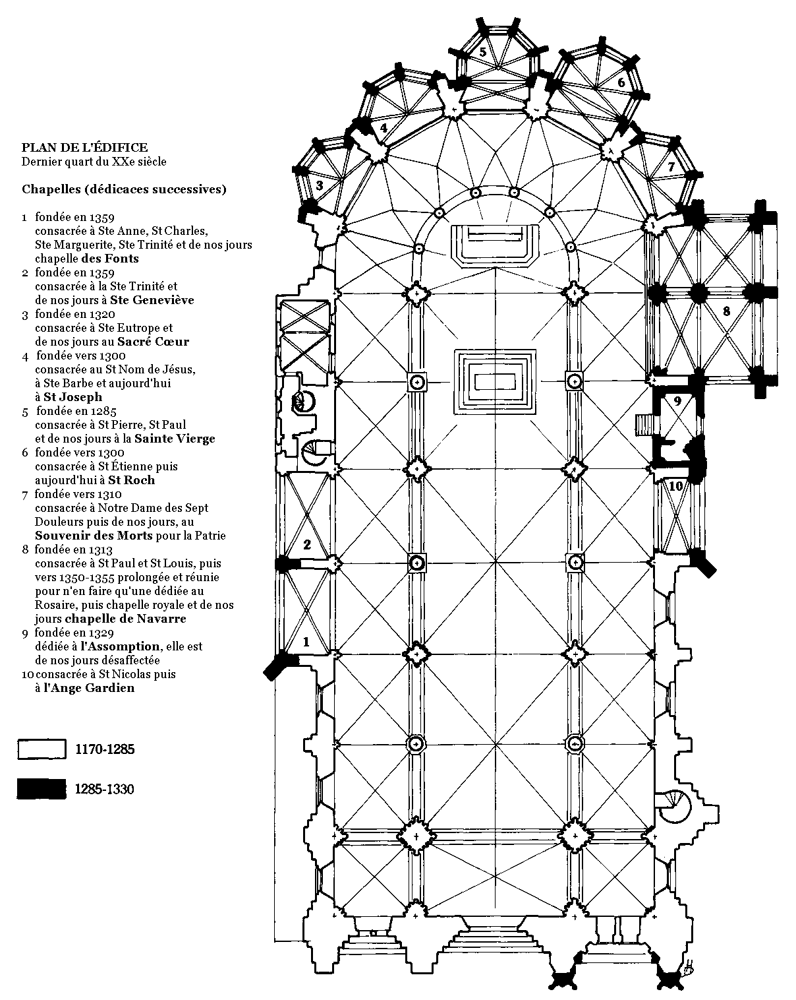 PLAN DE L'ÉDIFICE
Dernier quart du XXe siècle
Chapelles (dédicaces successives)
1 fondée en 1359
consacrée à Ste Anne, St Charles,
Ste Marguerite, Ste Trinité et de nos jours
chapelle des Fonts
2 fondée en 1359
consacrée à la Ste Trinité et
de nos jours à Ste Geneviève
3 fondée en 1320
consacrée à Ste Eutrope et
de nos jours au Sacré Cœur
4 fondée vers 1300
consacrée au St Nom de Jésus,
à Ste Barbe et aujourd'hui
à St Joseph
5 fondée en 1285
consacrée à St Pierre, St Paul
et de nos jours à la Sainte Vierge
6 fondée vers 1300
consacrée à St Étienne puis
aujourd'hui à St Roch
7 fondée vers 1310
consacrée à Notre Dame des Sept
Douleurs puis de nos jours, au
Souvenir des Morts pour la Patrie
8 fondée en 1313
consacrée à St Paul et St Louis, puis
vers 1350-1355 prolongée et réunie
pour n'en faire qu'une dédiée au
Rosaire, puis chapelle royale et de nos
jours chapelle de Navarre
9 fondée en 1329
dédiée à l'Assomption, elle est
de nos jours désaffectée
10 consacrée à St Nicolas puis
à l'Ange Gardien
1170-1285
1285-1330
5
6
4
7
3
8
9
10
2
1